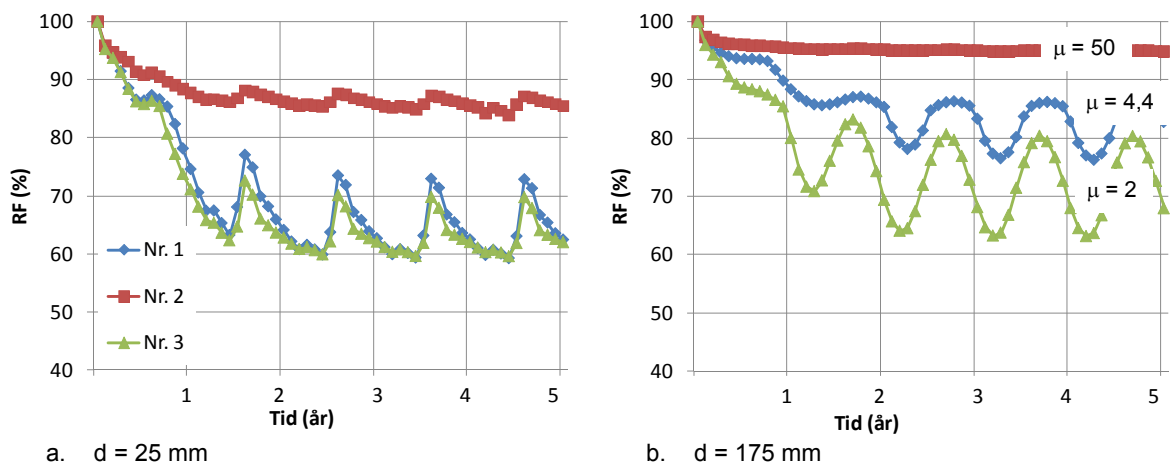 100
90
80
70
60
50
40
RF (%)
Nr. 1
Nr. 2
Nr. 3
1 2 3 4 5
Tid (år)
a. d = 25 mm
100
90
80
70
60
50
40
RF (%)
μ = 50
μ = 4,4
μ = 2
1 2 3 4 5
Tid (år)
b. d = 175 mm